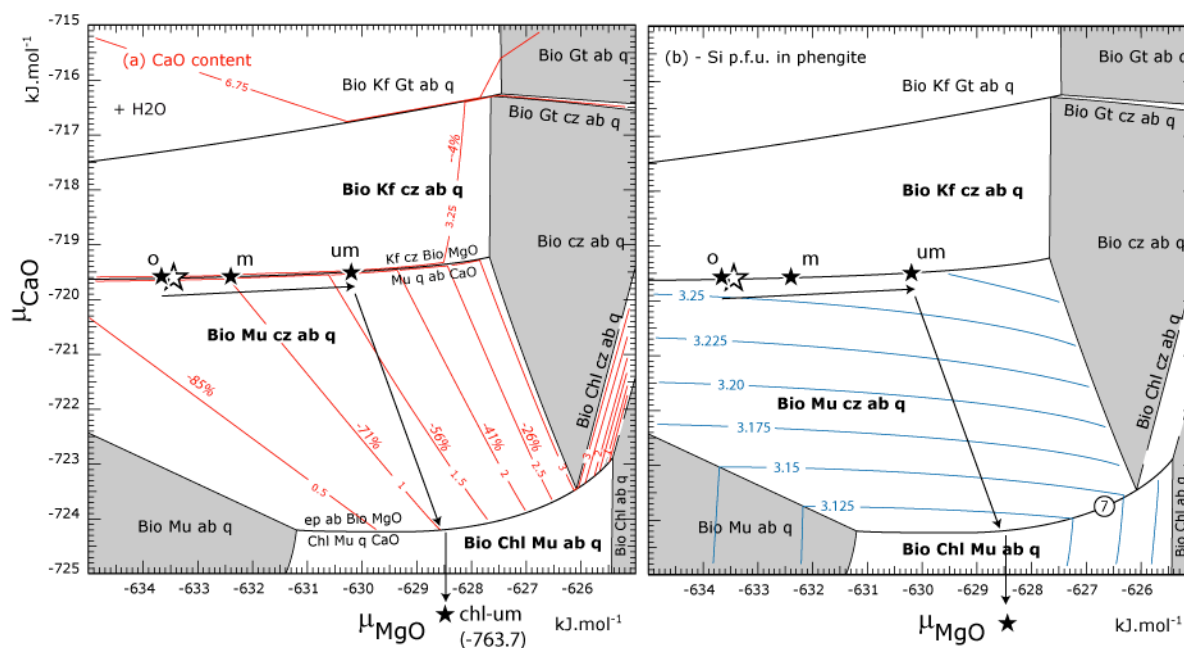 -715
-716
-717
-718
-719
-720
-721
-722
-723
-724
-725
kJ.mol⁻¹
μCaO
(a) CaO content
+ H2O
6.75
Bio Kf Gt ab q
Bio Gt ab q
Bio Gt cz ab q
-4%
3.25
Bio Kf cz ab q
Bio cz ab q
o
m
um
Kf cz Bio MgO
Mu q ab CaO
Bio Mu cz ab q
Bio Chl cz ab q
-85%
-71%
-56%
-41%
-26%
0.5
1
1.5
2
2.5
3
3
2
1
Bio Mu ab q
ep ab Bio MgO
Chl Mu q CaO
Bio Chl Mu ab q
Bio Chl ab q
-634
-633
-632
-631
-630
-629
-628
-627
-626
μMgO
★ chl-um
(-763.7)
kJ.mol⁻¹
(b) - Si p.f.u. in phengite
Bio Kf Gt ab q
Bio Gt ab q
Bio Gt cz ab q
Bio Kf cz ab q
Bio cz ab q
o
m
um
3.25
3.225
3.20
Bio Mu cz ab q
3.175
3.15
3.125
Bio Chl cz ab q
7
Bio Mu ab q
Bio Chl Mu ab q
Bio Chl ab q
-634
-633
-632
-631
-630
-629
-628
-627
-626
μMgO ★
kJ.mol⁻¹